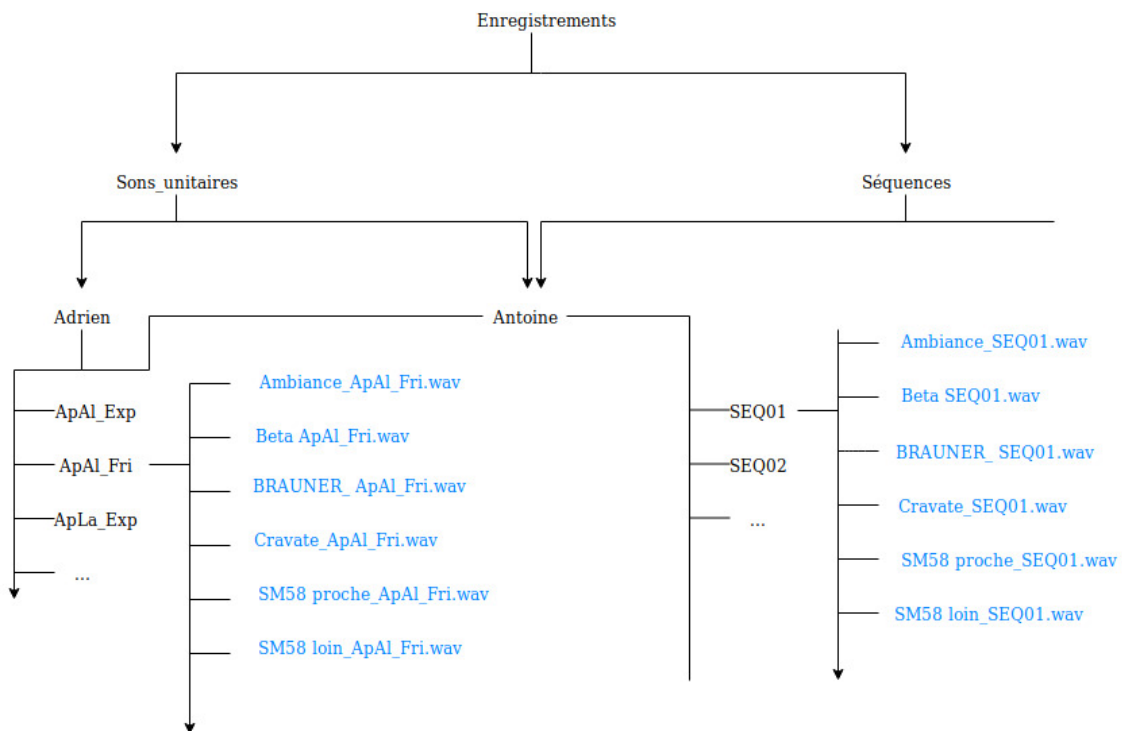 Enregistrements
Sons_unitaires
Séquences
Adrien
Antoine
ApAl_Exp
ApAl_Fri
ApLa_Exp
...
Ambiance_ApAl_Fri.wav
Beta ApAl_Fri.wav
BRAUNER_ ApAl_Fri.wav
Cravate_ApAl_Fri.wav
SM58 proche_ApAl_Fri.wav
SM58 loin_ApAl_Fri.wav
SEQ01
SEQ02
...
Ambiance_SEQ01.wav
Beta SEQ01.wav
BRAUNER_ SEQ01.wav
Cravate_SEQ01.wav
SM58 proche_SEQ01.wav
SM58 loin_SEQ01.wav